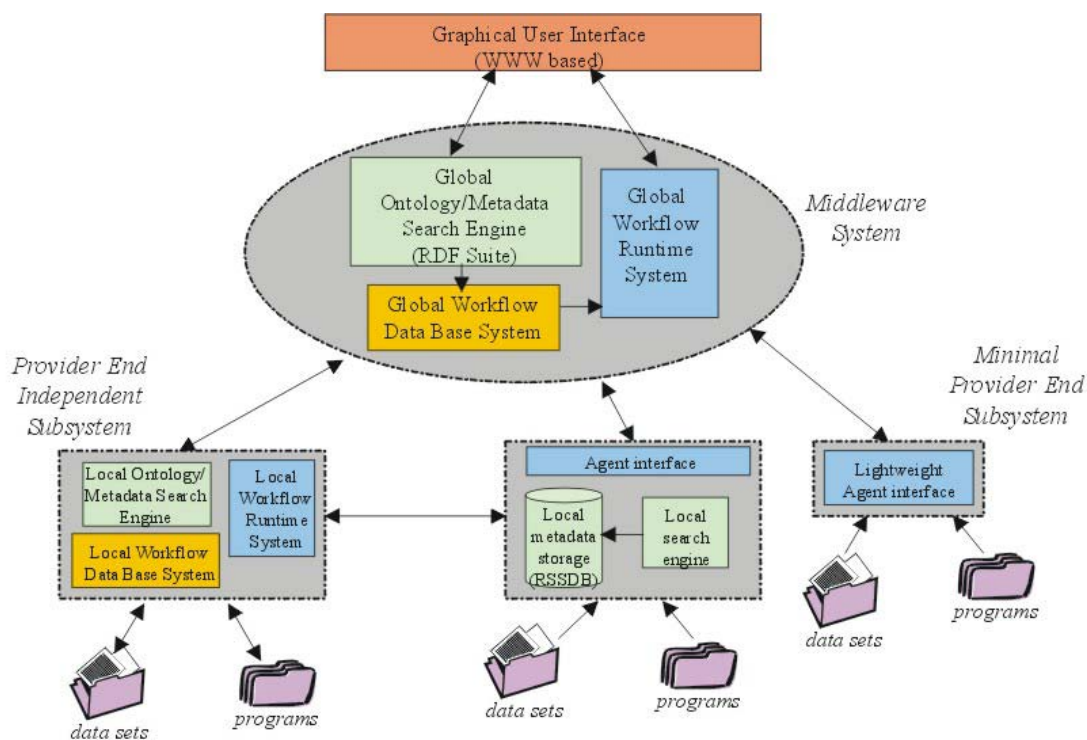 Graphical User Interface
(WWW based)
Global
Ontology/Metadata
Search Engine
(RDF Suite)
Global
Workflow
Runtime
System
Global Workflow
Data Base System
Middleware
System
Provider End
Independent
Subsystem
Minimal
Provider End
Subsystem
Local Ontology/
Metadata Search
Engine
Local
Workflow
Runtime
System
Local Workflow
Data Base System
Agent interface
Local
metadata
storage
(RSSDB)
Local
search
engine
Lightweight
Agent interface
data sets
programs
data sets
programs
data sets
programs